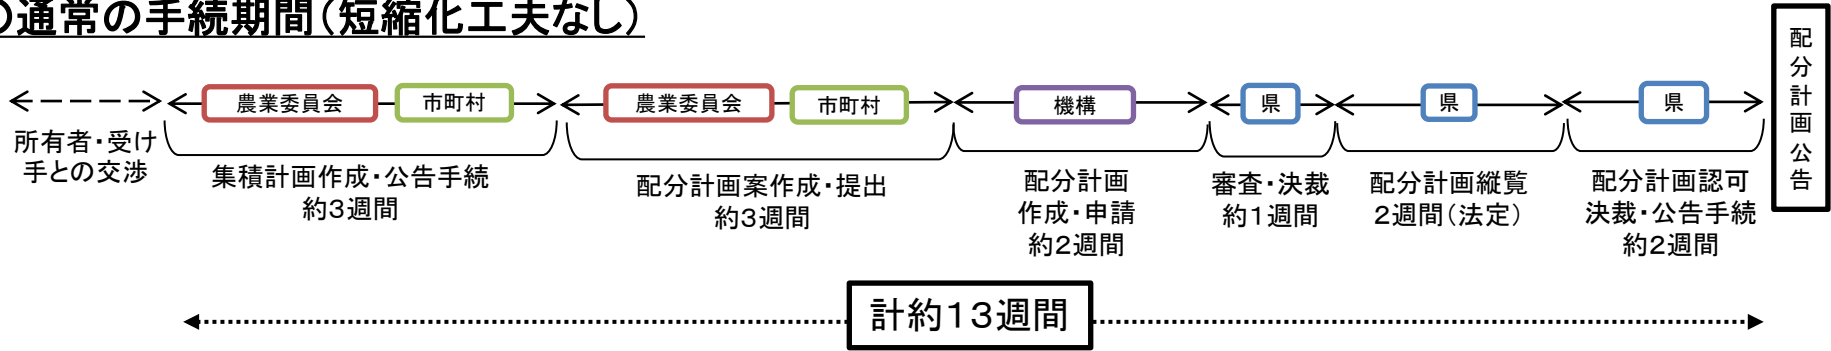 の通常の手続期間（短縮化工夫なし）
所有者・受け
手との交渉
農業委員会
市町村
集積計画作成・公告手続
約３週間
農業委員会
市町村
配分計画案作成・提出
約３週間
機構
配分計画
作成・申請
約２週間
県
審査・決裁
約１週間
県
配分計画縦覧
２週間（法定）
県
配分計画認可
決裁・公告手続
約２週間
配分計画公告
計約１３週間